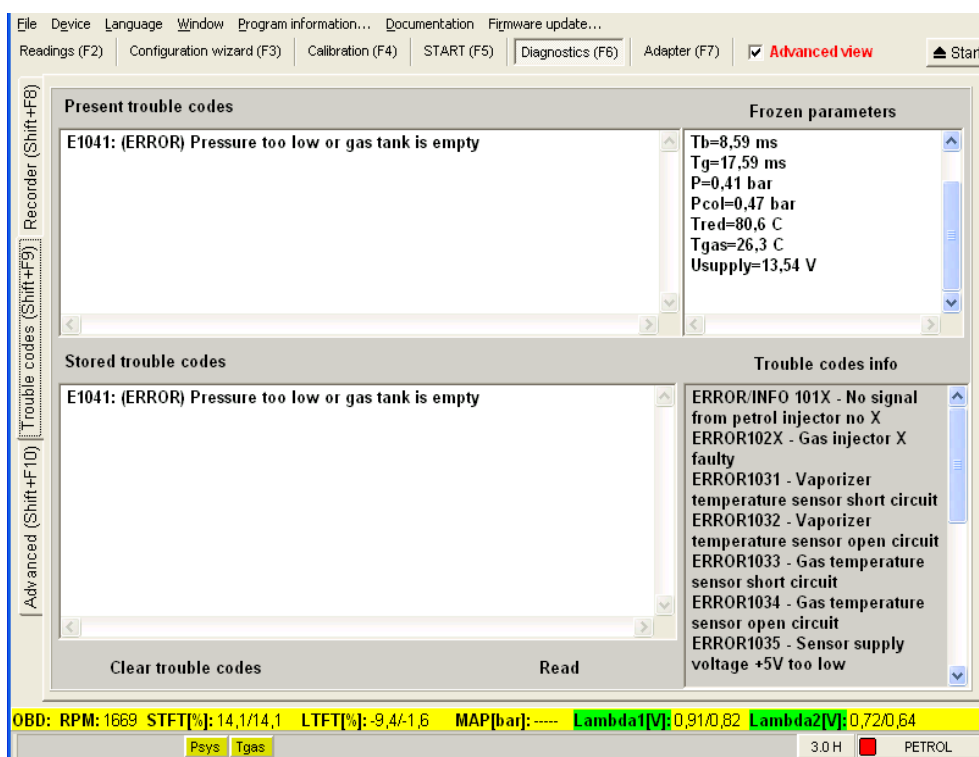 File Device Language Window Program information... Documentation Firmware update...
Readings (F2) Configuration wizard (F3) Calibration (F4) START (F5) Diagnostics (F6) Adapter (F7) Advanced view Start
Recorder (Shift+F8)
Trouble codes (Shift+F9)
Advanced (Shift+F10)
Present trouble codes
E1041: (ERROR) Pressure too low or gas tank is empty
Frozen parameters
Tb=8,59 ms
Tg=17,59 ms
P=0,41 bar
Pcol=0,47 bar
Tred=80,6 C
Tgas=26,3 C
Usupply=13,54 V
Stored trouble codes
E1041: (ERROR) Pressure too low or gas tank is empty
Trouble codes info
ERROR/INFO 101X - No signal
from petrol injector no X
ERROR102X - Gas injector X
faulty
ERROR1031 - Vaporizer
temperature sensor short circuit
ERROR1032 - Vaporizer
temperature sensor open circuit
ERROR1033 - Gas temperature
sensor short circuit
ERROR1034 - Gas temperature
sensor open circuit
ERROR1035 - Sensor supply
voltage +5V too low
Clear trouble codes Read
OBD: RPM: 1669 STFT[%]: 14,1/14,1 LTFT[%]: -9,4/-1,6 MAP[bar]: ----- Lambda1[V]: 0,91/0,82 Lambda2[V]: 0,72/0,64
Psys Tgas 3.0 H PETROL